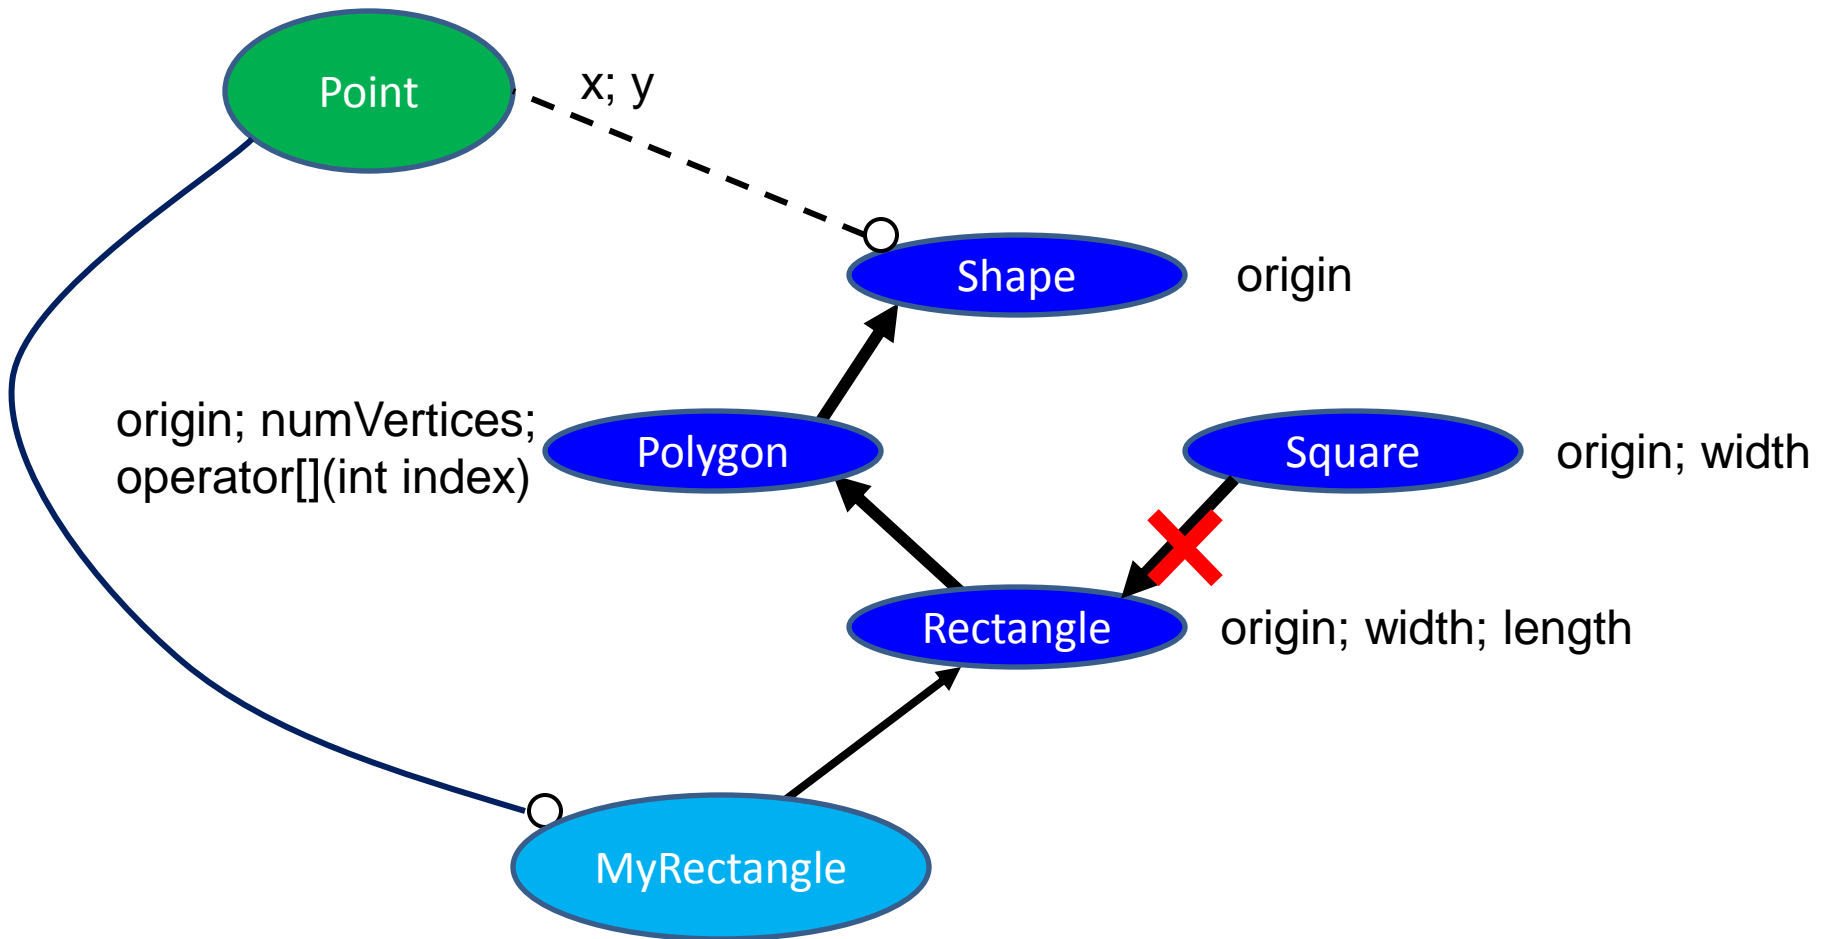 Point
x; y
Shape
origin
origin; numVertices;
operator[](int index)
Polygon
Square
origin; width
Rectangle
origin; width; length
MyRectangle